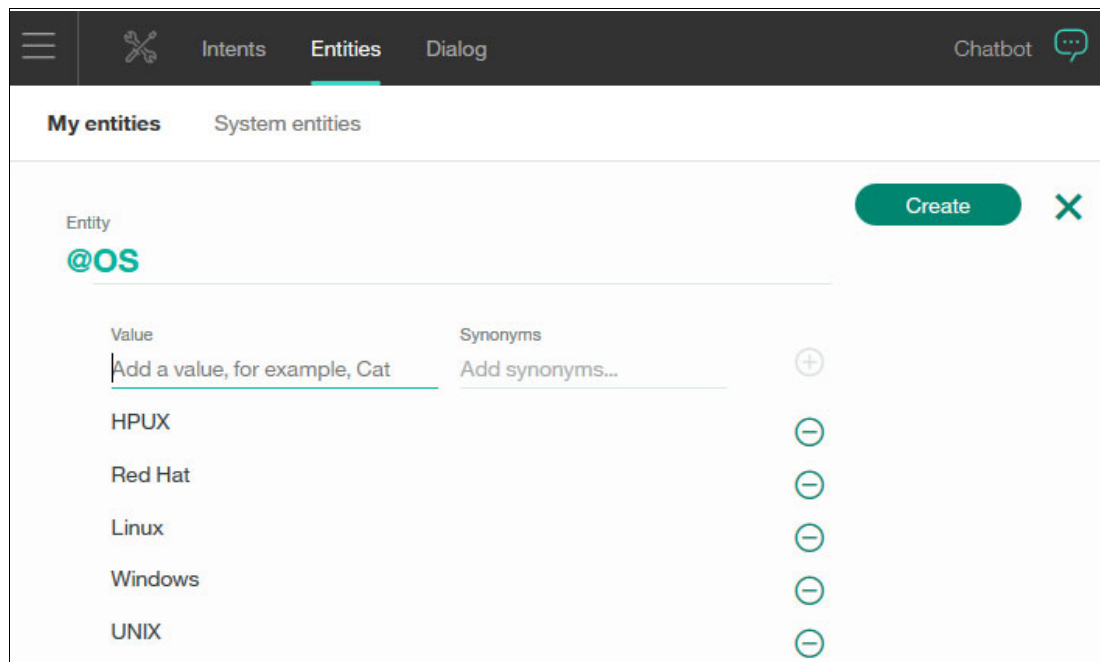 Intents Entities Dialog Chatbot
My entities System entities
Create
Entity
@OS
Value Synonyms
Add a value, for example, Cat Add synonyms...
HPUX
Red Hat
Linux
Windows
UNIX